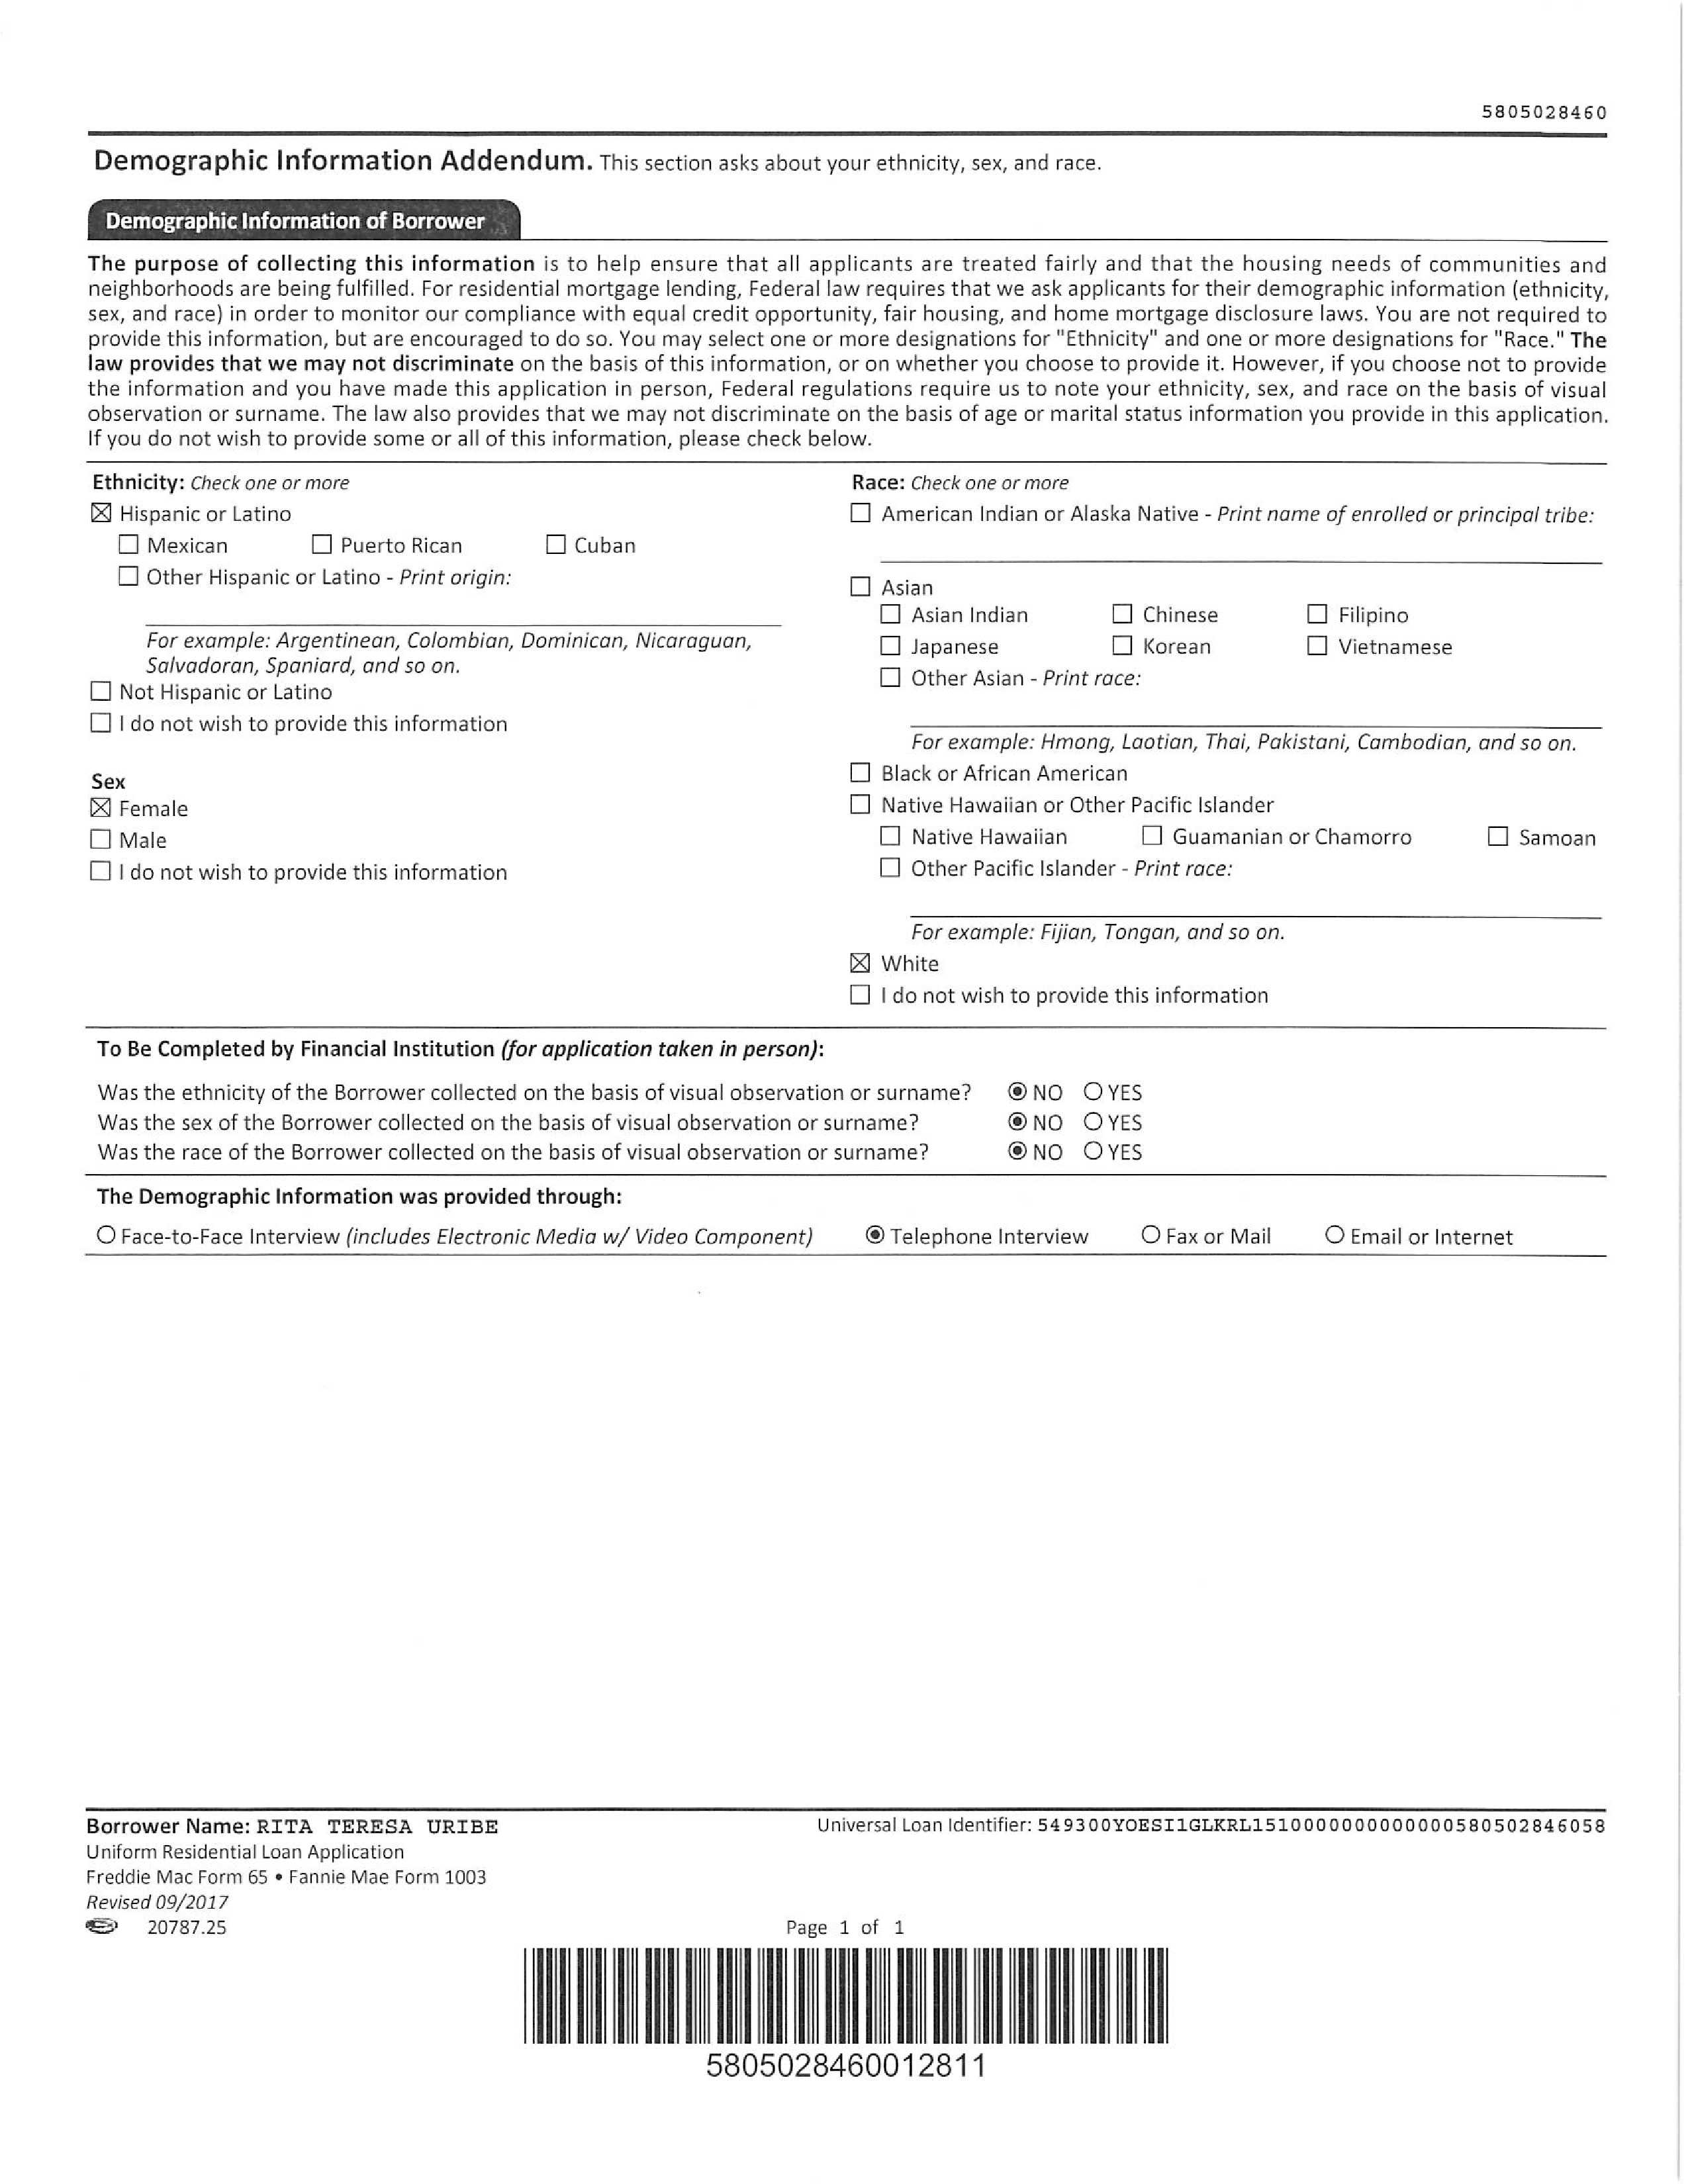 5805028460
Demographic Information Addendum. This section asks about your ethnicity, sex, and race.
Demographic Information of Borrower
The purpose of collecting this information is to help ensure that all applicants are treated fairly and that the housing needs of communities and
neighborhoods are being fulfilled. For residential mortgage lending, Federal law requires that we ask applicants for their demographic information (ethnicity,
sex, and race) in order to monitor our compliance with equal credit opportunity, fair housing, and home mortgage disclosure laws. You are not required to
provide this information, but are encouraged to do so. You may select one or more designations for "Ethnicity" and one or more designations for "Race." The
law provides that we may not discriminate on the basis of this information, or on whether you choose to provide it. However, if you choose not to provide
the information and you have made this application in person, Federal regulations require us to note your ethnicity, sex, and race on the basis of visual
observation or surname. The law also provides that we may not discriminate on the basis of age or marital status information you provide in this application.
If you do not wish to provide some or all of this information, please check below.
Ethnicity: Check one or more
☒ Hispanic or Latino
☐ Mexican ☐ Puerto Rican ☐ Cuban
☐ Other Hispanic or Latino - Print origin:
For example: Argentinean, Colombian, Dominican, Nicaraguan,
Salvadoran, Spaniard, and so on.
☐ Not Hispanic or Latino
☐ I do not wish to provide this information
Sex
☒ Female
☐ Male
☐ I do not wish to provide this information
Race: Check one or more
☐ American Indian or Alaska Native - Print name of enrolled or principal tribe:
☐ Asian
☐ Asian Indian ☐ Chinese ☐ Filipino
☐ Japanese ☐ Korean ☐ Vietnamese
☐ Other Asian - Print race:
For example: Hmong, Laotian, Thai, Pakistani, Cambodian, and so on.
☐ Black or African American
☐ Native Hawaiian or Other Pacific Islander
☐ Native Hawaiian ☐ Guamanian or Chamorro ☐ Samoan
☐ Other Pacific Islander - Print race:
For example: Fijian, Tongan, and so on.
☒ White
☐ I do not wish to provide this information
To Be Completed by Financial Institution (for application taken in person):
Was the ethnicity of the Borrower collected on the basis of visual observation or surname? ◉ NO ○ YES
Was the sex of the Borrower collected on the basis of visual observation or surname? ◉ NO ○ YES
Was the race of the Borrower collected on the basis of visual observation or surname? ◉ NO ○ YES
The Demographic Information was provided through:
○ Face-to-Face Interview (includes Electronic Media w/ Video Component) ◉ Telephone Interview ○ Fax or Mail ○ Email or Internet
Borrower Name: RITA TERESA URIBE
Universal Loan Identifier: 549300YOESI1GLKRL15100000000000000580502846058
Uniform Residential Loan Application
Freddie Mac Form 65 • Fannie Mae Form 1003
Revised 09/2017
20787.25
Page 1 of 1
5805028460012811